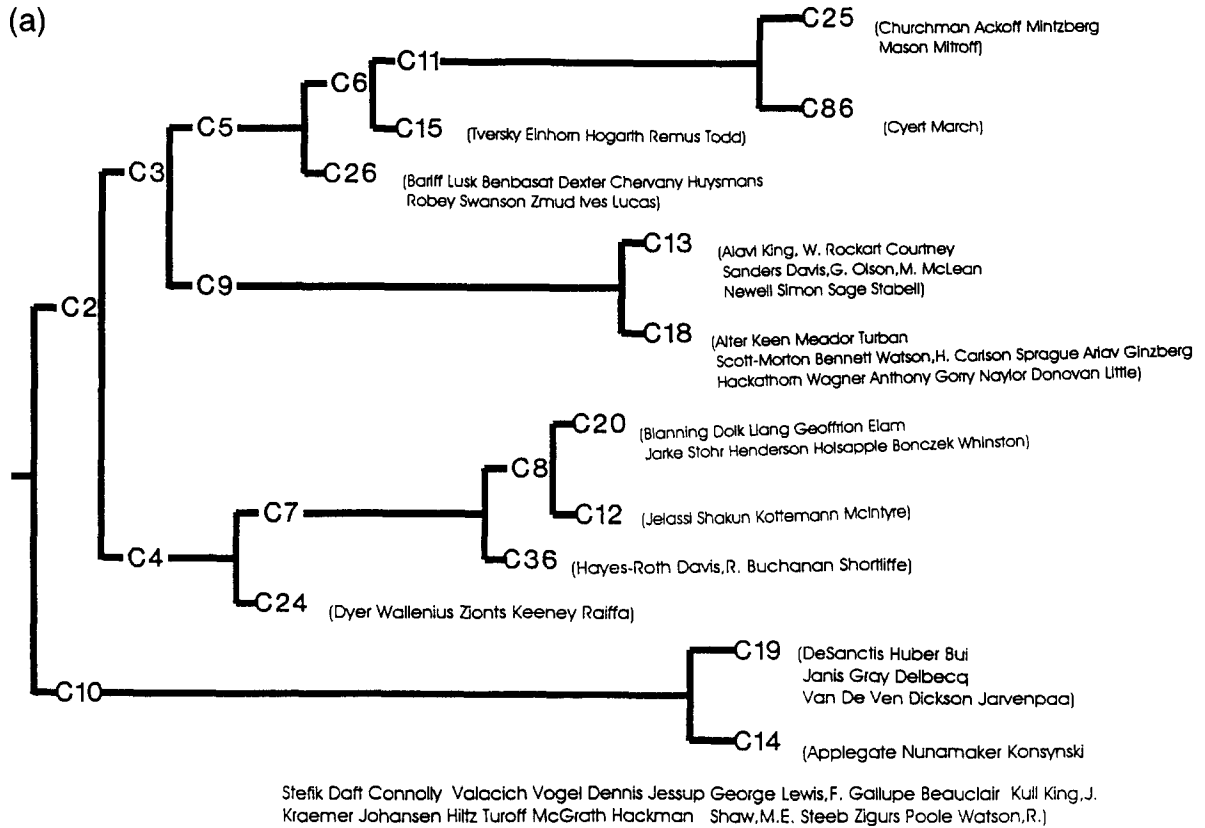 (a)
C25 (Churchman Ackoff Mintzberg
Mason Mitroff)
C11
C6
C86 (Cyert March)
C5
C15 (Tversky Einhorn Hogarth Remus Todd)
C3
C26 (Bariff Lusk Benbasat Dexter Chervany Huysmans
Robey Swanson Zmud Ives Lucas)
C13 (Alavi King, W. Rockart Courtney
Sanders Davis,G. Olson,M. McLean
Newell Simon Sage Stabell)
C9
C2
C18 (Alter Keen Meador Turban
Scott-Morton Bennett Watson,H. Carlson Sprague Ariav Ginzberg
Hackathorn Wagner Anthony Gorry Naylor Donovan Little)
C20 (Blanning Dolk Liang Geoffrion Elam
Jarke Stohr Henderson Holsapple Bonczek Whinston)
C8
C7
C12 (Jelassi Shakun Kottemann McIntyre)
C4
C36 (Hayes-Roth Davis,R. Buchanan Shortliffe)
C24 (Dyer Wallenius Zionts Keeney Raiffa)
C19 (DeSanctis Huber Bui
Janis Gray Delbecq
Van De Ven Dickson Jarvenpaa)
C10
C14 (Applegate Nunamaker Konsynski
Stefik Daft Connolly Valacich Vogel Dennis Jessup George Lewis,F. Gallupe Beauclair Kull King,J.
Kraemer Johansen Hiltz Turoff McGrath Hackman Shaw,M.E. Steeb Zigurs Poole Watson,R.)